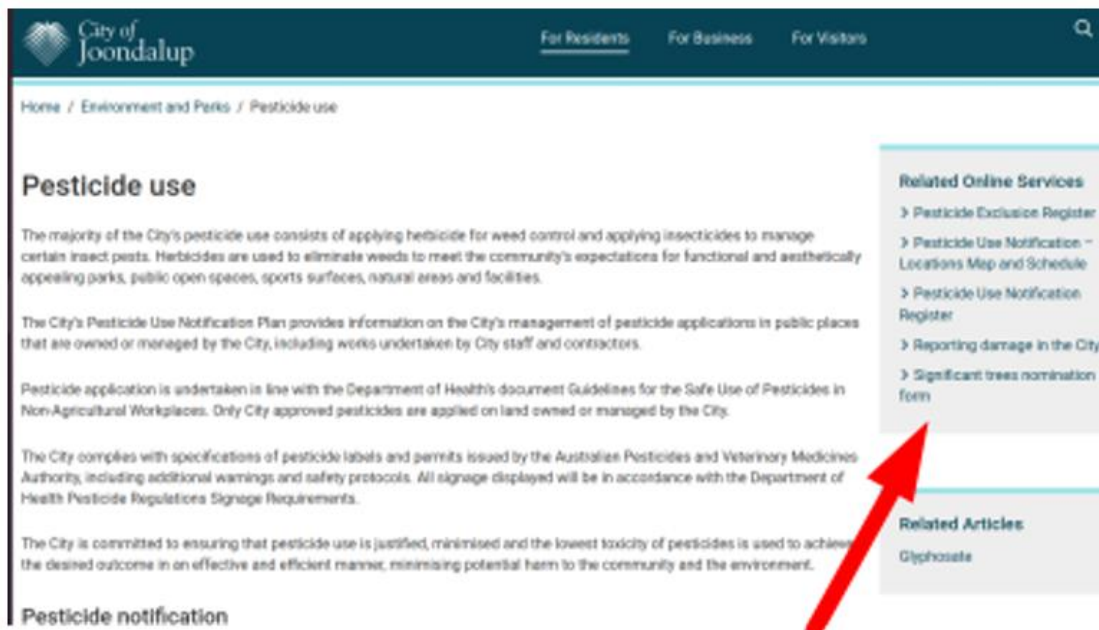 City of
Joondalup
For Residents
For Business
For Visitors
Home / Environment and Parks / Pesticide use
Pesticide use
The majority of the City's pesticide use consists of applying herbicide for weed control and applying insecticides to manage
certain insect pests. Herbicides are used to eliminate weeds to meet the community's expectations for functional and aesthetically
appealing parks, public open spaces, sports surfaces, natural areas and facilities.
The City's Pesticide Use Notification Plan provides information on the City's management of pesticide applications in public places
that are owned or managed by the City, including works undertaken by City staff and contractors.
Pesticide application is undertaken in line with the Department of Health's document Guidelines for the Safe Use of Pesticides in
Non-Agricultural Workplaces. Only City approved pesticides are applied on land owned or managed by the City.
The City complies with specifications of pesticide labels and permits issued by the Australian Pesticides and Veterinary Medicines
Authority, including additional warnings and safety protocols. All signage displayed will be in accordance with the Department of
Health Pesticide Regulations Signage Requirements.
The City is committed to ensuring that pesticide use is justified, minimised and the lowest toxicity of pesticides is used to achieve
the desired outcome in an effective and efficient manner, minimising potential harm to the community and the environment.
Pesticide notification
Related Online Services
> Pesticide Exclusion Register
> Pesticide Use Notification –
Locations Map and Schedule
> Pesticide Use Notification
Register
> Reporting damage in the City
> Significant trees nomination
form
Related Articles
Glyphosate